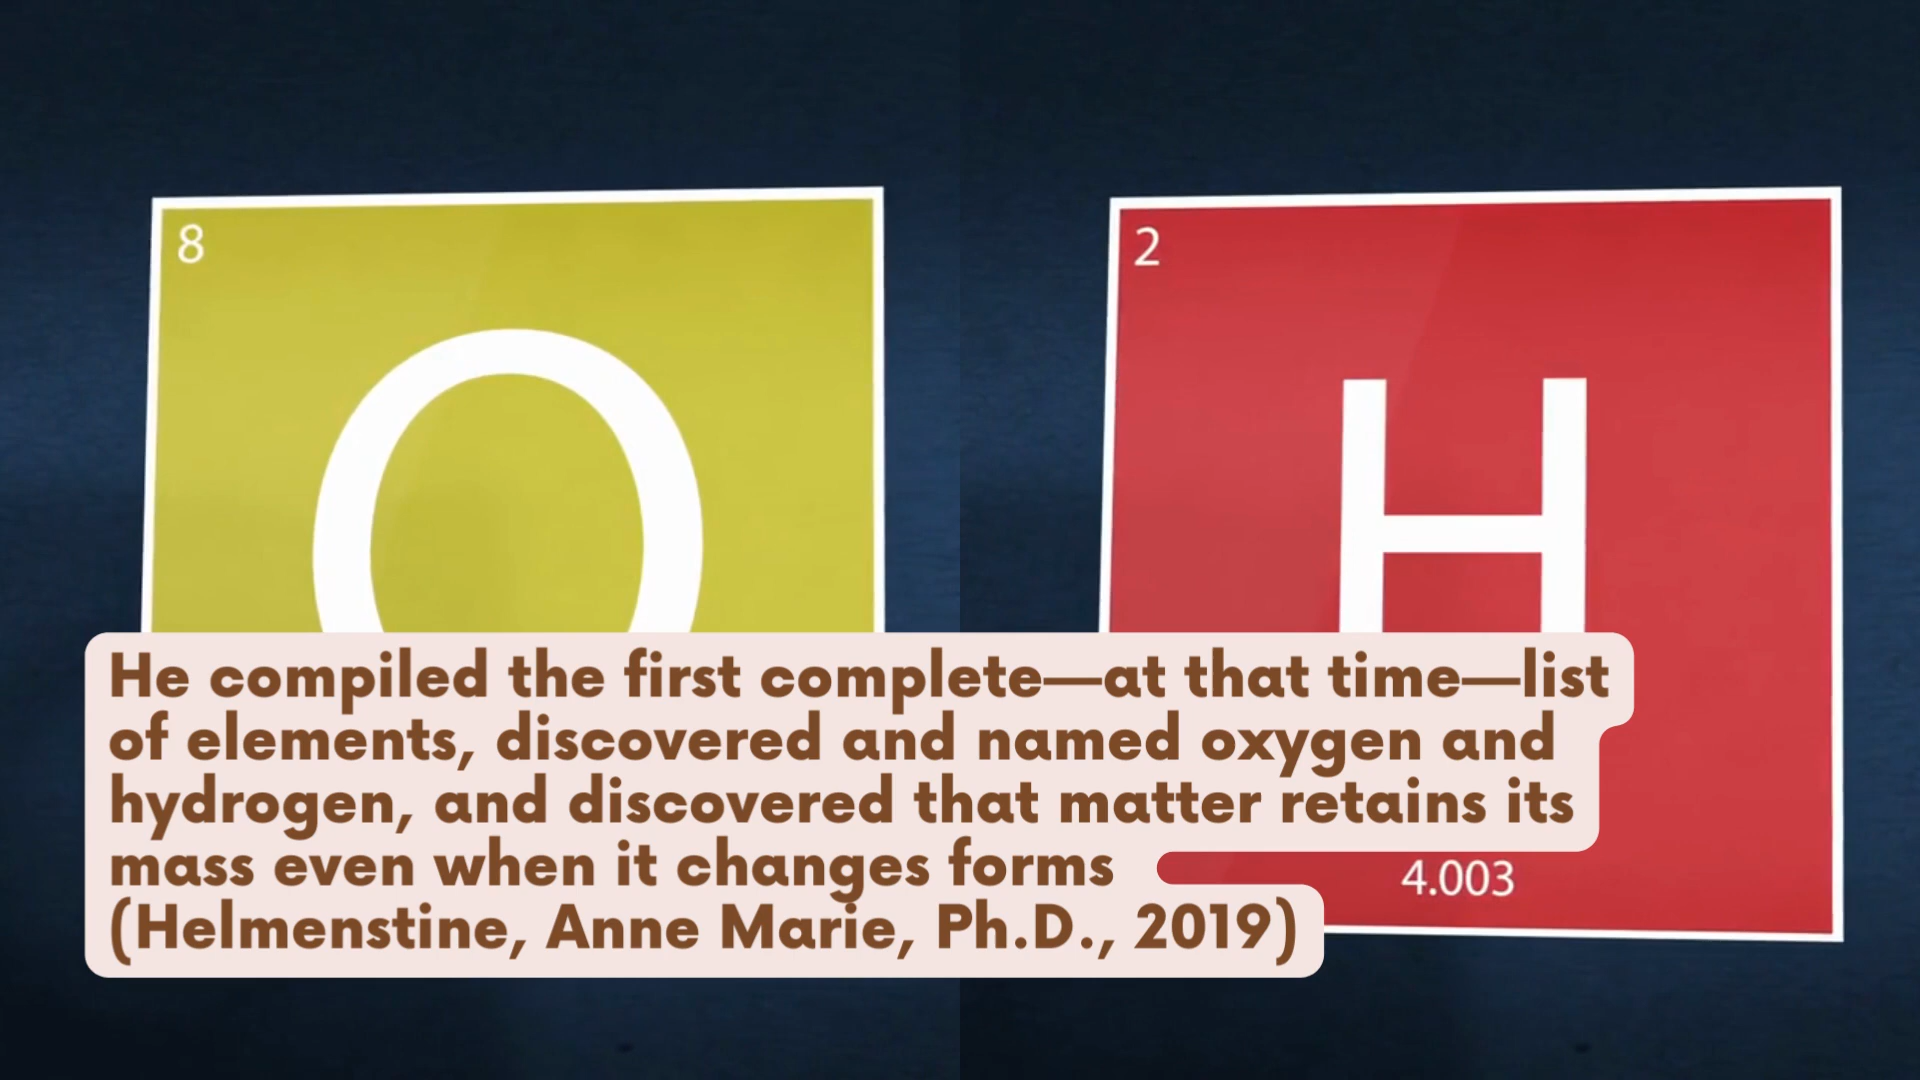 8
O
2
H
He compiled the first complete—at that time—list
of elements, discovered and named oxygen and
hydrogen, and discovered that matter retains its
mass even when it changes forms
(Helmenstine, Anne Marie, Ph.D., 2019)
4.003